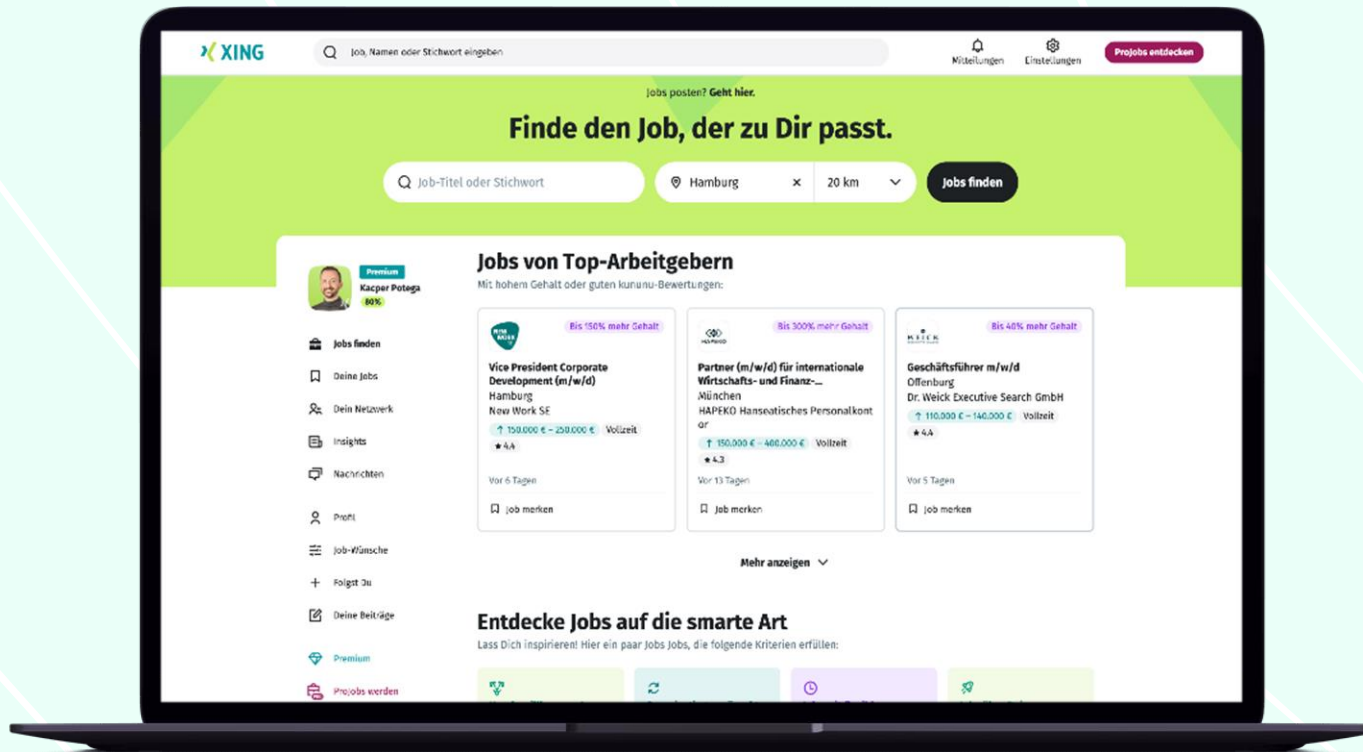 XING
Job, Namen oder Stichwort eingeben
Mitteilungen
Einstellungen
ProJobs entdecken
Jobs posten? Geht hier.
Finde den Job, der zu Dir passt.
Job-Titel oder Stichwort
Hamburg
20 km
Jobs finden
Premium
Kacper Potega
80%
Jobs finden
Deine Jobs
Dein Netzwerk
Insights
Nachrichten
Profil
Job-Wünsche
Folgst Du
Deine Beiträge
Premium
ProJobs werden
Jobs von Top-Arbeitgebern
Mit hohem Gehalt oder guten kununu-Bewertungen:
Bis 150% mehr Gehalt
Vice President Corporate
Development (m/w/d)
Hamburg
New Work SE
↑ 150.000 € – 250.000 € Vollzeit
★ 4.4
Vor 6 Tagen
Job merken
Bis 300% mehr Gehalt
HAPEKO
Partner (m/w/d) für internationale
Wirtschafts- und Finanz-...
München
HAPEKO Hanseatisches Personalkont
or
↑ 150.000 € – 400.000 € Vollzeit
★ 4.3
Vor 13 Tagen
Job merken
Bis 40% mehr Gehalt
WEICK
Geschäftsführer m/w/d
Offenburg
Dr. Weick Executive Search GmbH
↑ 110.000 € – 140.000 € Vollzeit
★ 4.4
Vor 5 Tagen
Job merken
Mehr anzeigen
Entdecke Jobs auf die smarte Art
Lass Dich inspirieren! Hier ein paar Jobs Jobs, die folgende Kriterien erfüllen: